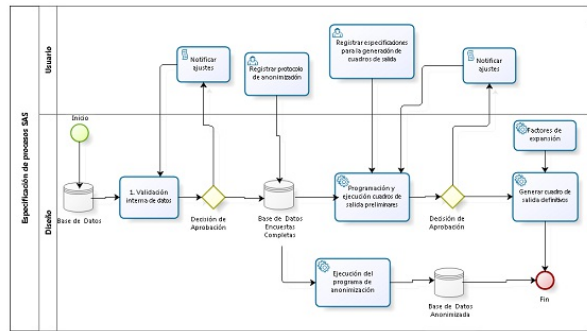 Especificación de procesos SAS
Usuario
Notificar
ajustes
Registrar protocolo
de anonimización
Registrar especificadores
para la generación de
cuadros de salida
Notificar
ajustes
Diseño
Inicio
Base de Datos
1. Validación
interna de datos
Decisión de
Aprobación
Base de Datos
Encuestas
Completas
Programación y
ejecución cuadros de
salida preliminares
Decisión de
Aprobación
Factores de
expansión
Generar cuadro de
salida definitivos
Ejecución del
programa de
anonimización
Base de Datos
Anonimizada
Fin